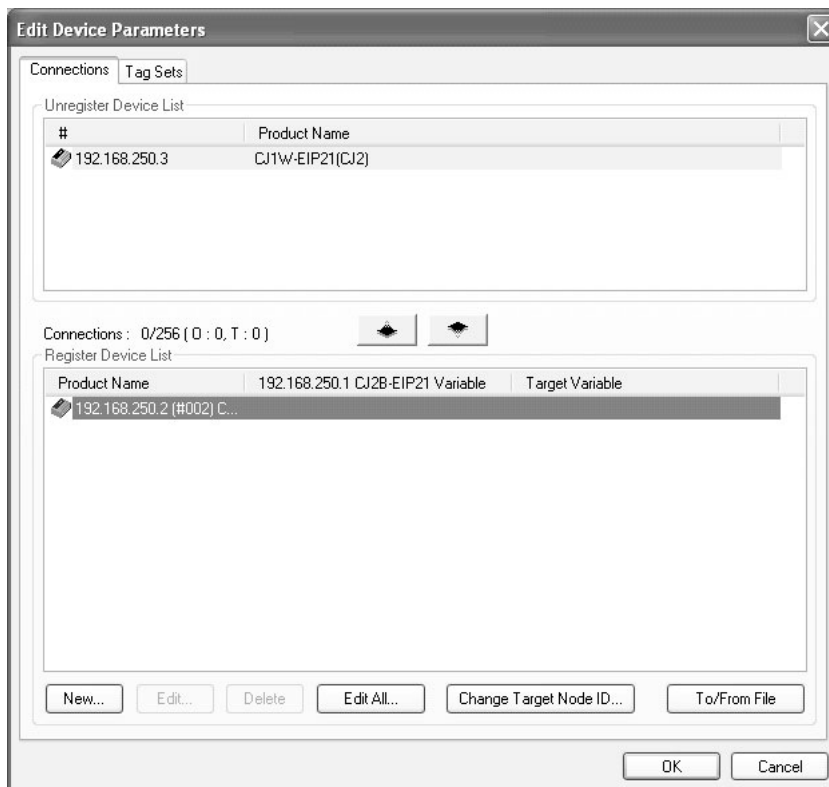 Edit Device Parameters
Connections Tag Sets
Unregister Device List
# Product Name
192.168.250.3 CJ1W-EIP21(CJ2)
Connections : 0/256 ( O : 0, T : 0 )
Register Device List
Product Name 192.168.250.1 CJ2B-EIP21 Variable Target Variable
192.168.250.2 (#002) C...
New... Edit... Delete Edit All... Change Target Node ID... To/From File
OK Cancel